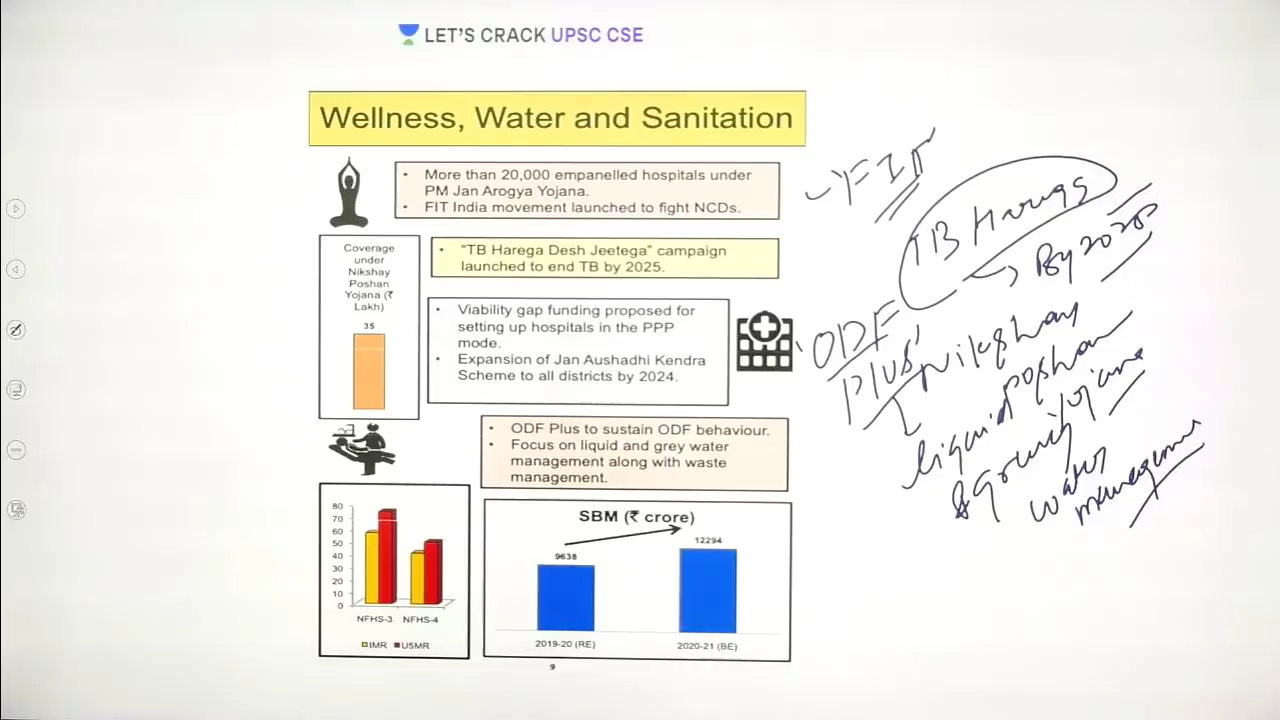 LET'S CRACK UPSC CSE
Wellness, Water and Sanitation
• More than 20,000 empanelled hospitals under
PM Jan Arogya Yojana.
• FIT India movement launched to fight NCDs.
Coverage
under
Nikshay
Poshan
Yojana (₹
Lakh)
35
• "TB Harega Desh Jeetega" campaign
launched to end TB by 2025.
• Viability gap funding proposed for
setting up hospitals in the PPP
mode.
• Expansion of Jan Aushadhi Kendra
Scheme to all districts by 2024.
• ODF Plus to sustain ODF behaviour.
• Focus on liquid and grey water
management along with waste
management.
80
70
60
50
40
30
20
10
0
NFHS-3 NFHS-4
IMR U5MR
SBM (₹ crore)
9638
12294
2019-20 (RE)
2020-21 (BE)
9
TB
By 2025
ODF
Plus
Nikshay
Poshan
Yojana
liquid
&
water